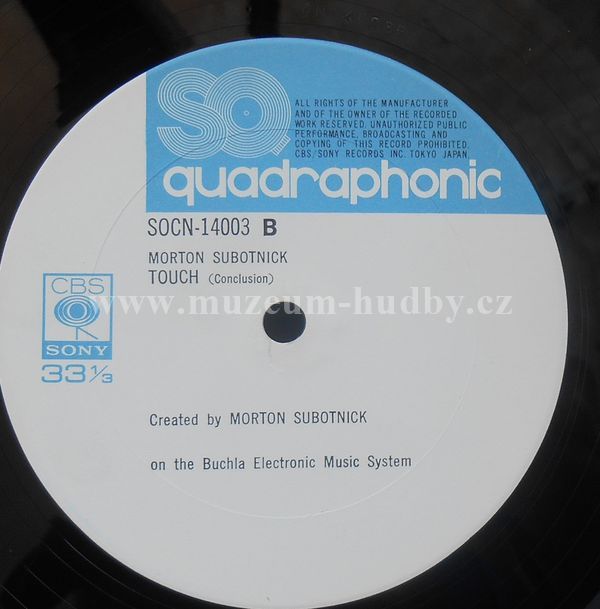 SQ
ALL RIGHTS OF THE MANUFACTURER
AND OF THE OWNER OF THE RECORDED
WORK RESERVED. UNAUTHORIZED PUBLIC
PERFORMANCE, BROADCASTING AND
COPYING OF THIS RECORD PROHIBITED.
CBS/SONY RECORDS INC. TOKYO JAPAN
quadraphonic
SOCN-14003 B
MORTON SUBOTNICK
TOUCH (Conclusion)
CBS
SONY
33 1/3
www.muzeum-hudby.cz
Created by MORTON SUBOTNICK
on the Buchla Electronic Music System